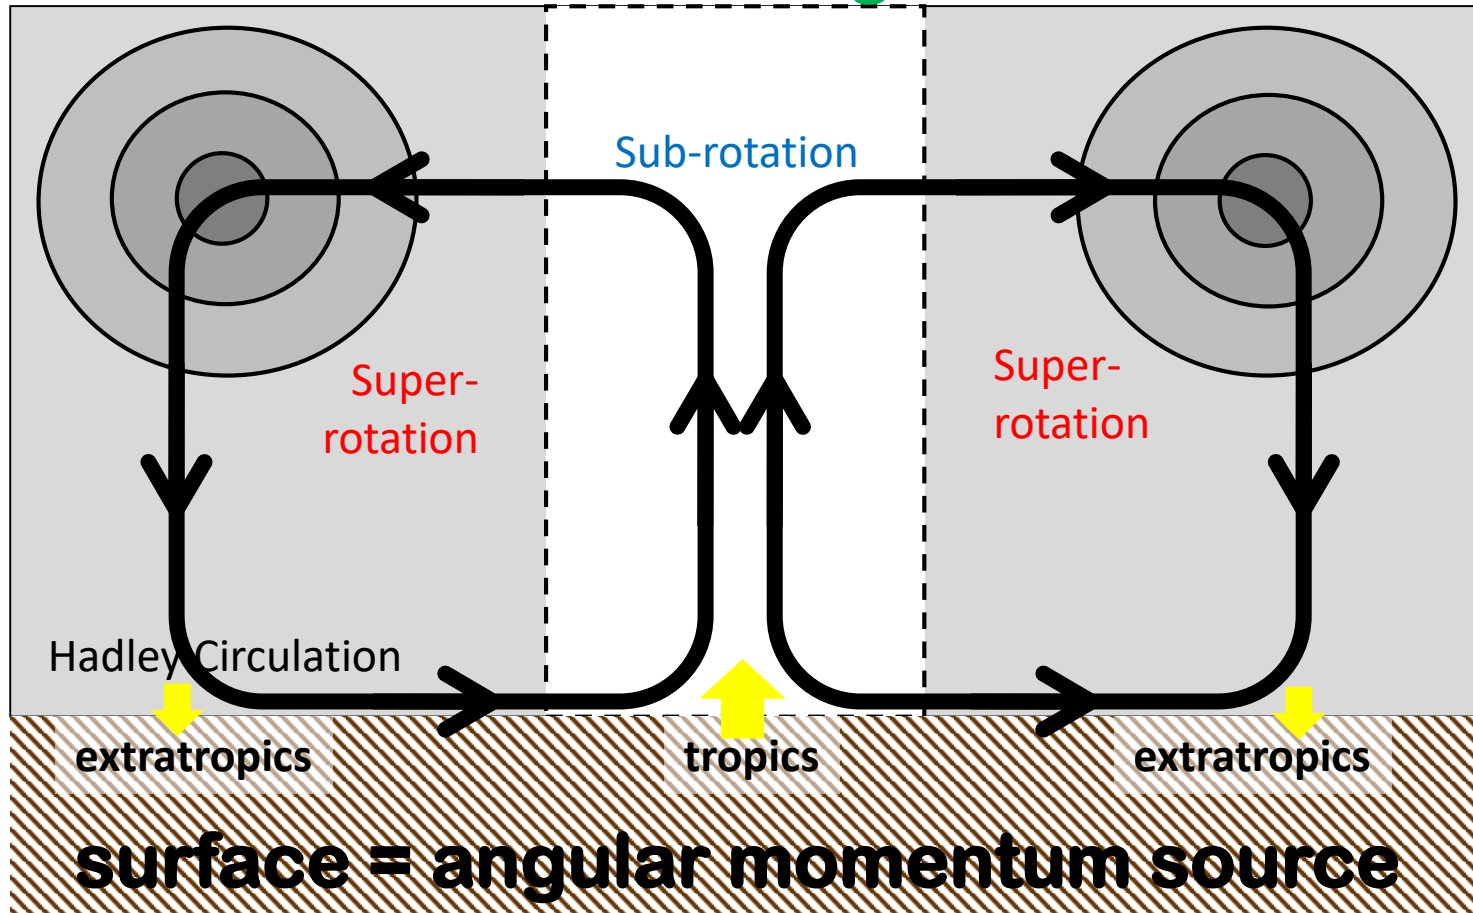 Sub-rotation
Super-
rotation
Super-
rotation
Hadley Circulation
extratropics
tropics
extratropics
surface = angular momentum source